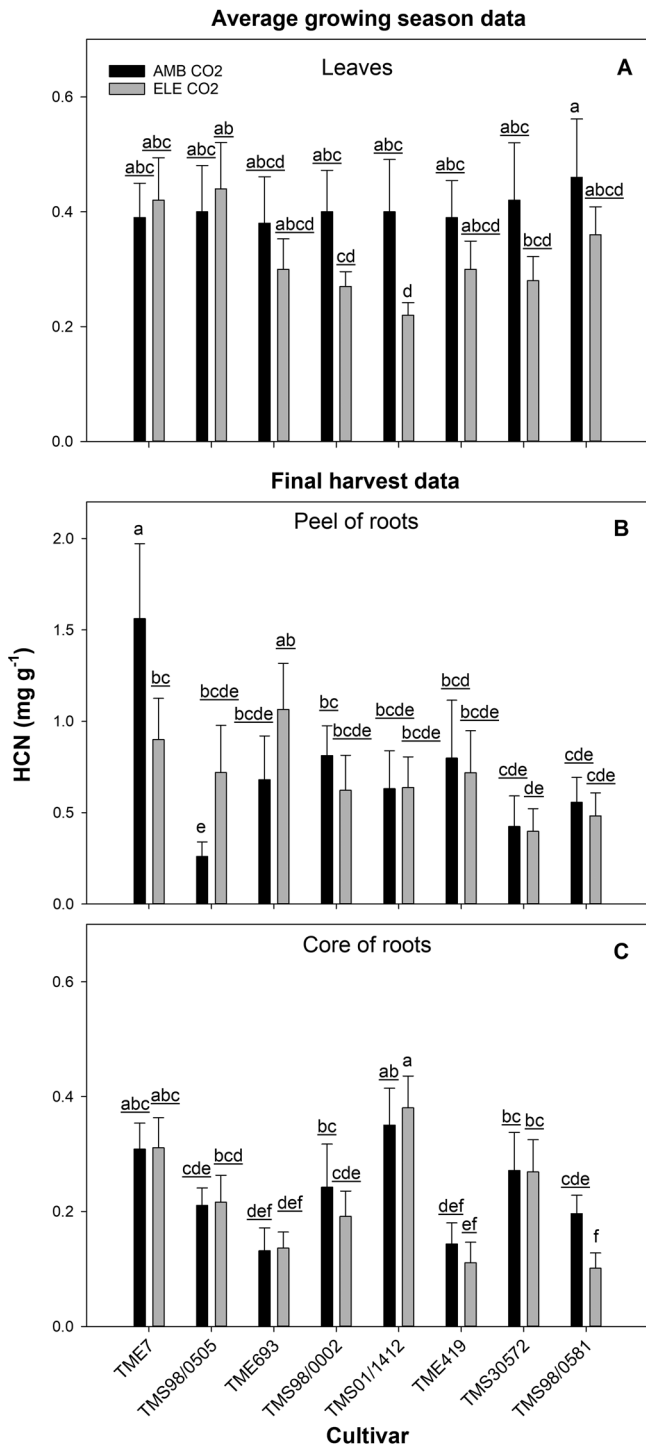 Average growing season data
AMB CO2
ELE CO2
Leaves
A
0.6
0.4
0.2
0.0
abc abc abc ab abcd abcd abc cd abc d abc abcd abc bcd a abcd
Final harvest data
Peel of roots
B
2.0
1.5
1.0
0.5
0.0
a bc e bcde bcde ab bc bcde bcde bcde bcd bcde cde de cde cde
HCN (mg g-1)
Core of roots
C
0.6
0.4
0.2
0.0
abc abc cde bcd def def bc cde ab a def ef bc bc cde f
TME7
TMS98/0505
TME693
TMS98/0002
TMS01/1412
TME419
TMS30572
TMS98/0581
Cultivar